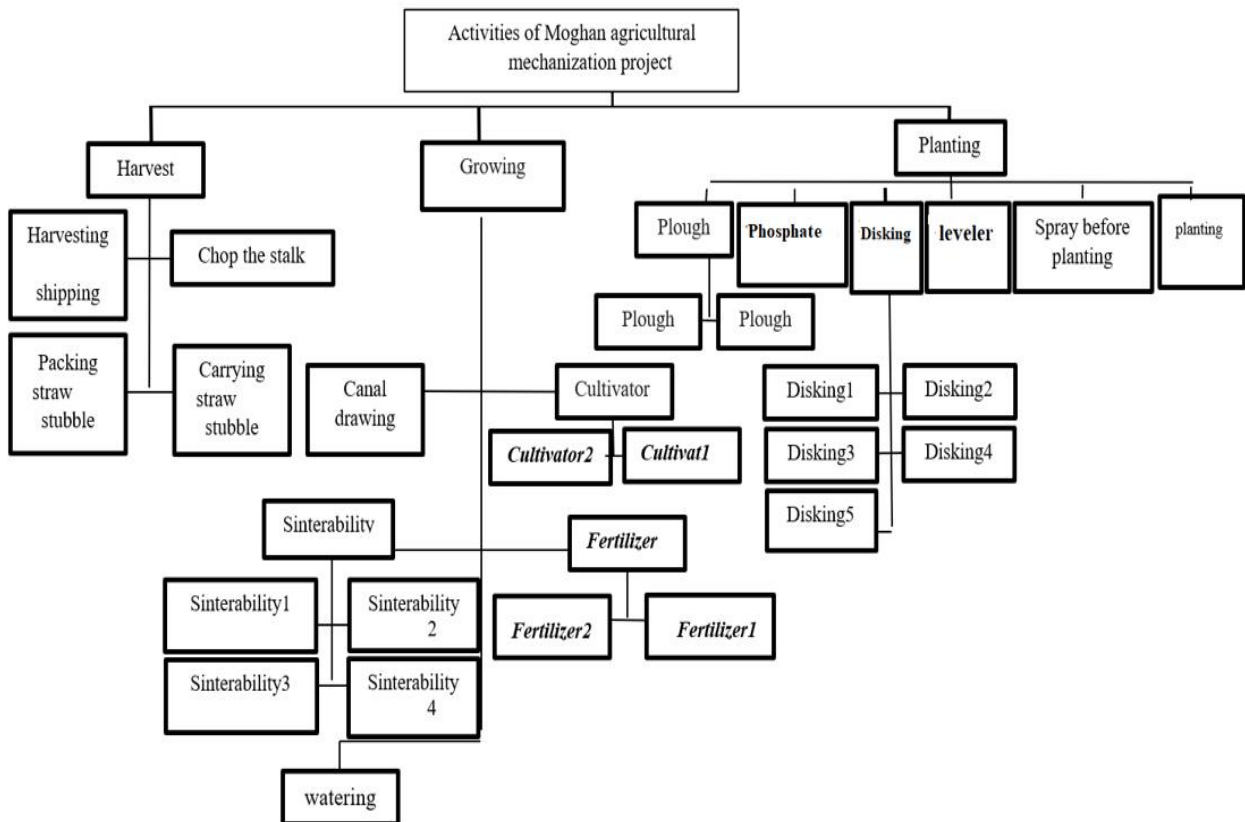 Activities of Moghan agricultural
mechanization project
Harvest
Growing
Planting
Harvesting
shipping
Chop the stalk
Packing
straw
stubble
Carrying
straw
stubble
Canal
drawing
Cultivator
Cultivator2
Cultivat1
Sinterability
Fertilizer
Sinterability1
Sinterability
2
Sinterability3
Sinterability
4
Fertilizer2
Fertilizer1
watering
Plough
Phosphate
Disking
leveler
Spray before
planting
planting
Plough
Plough
Disking1
Disking2
Disking3
Disking4
Disking5